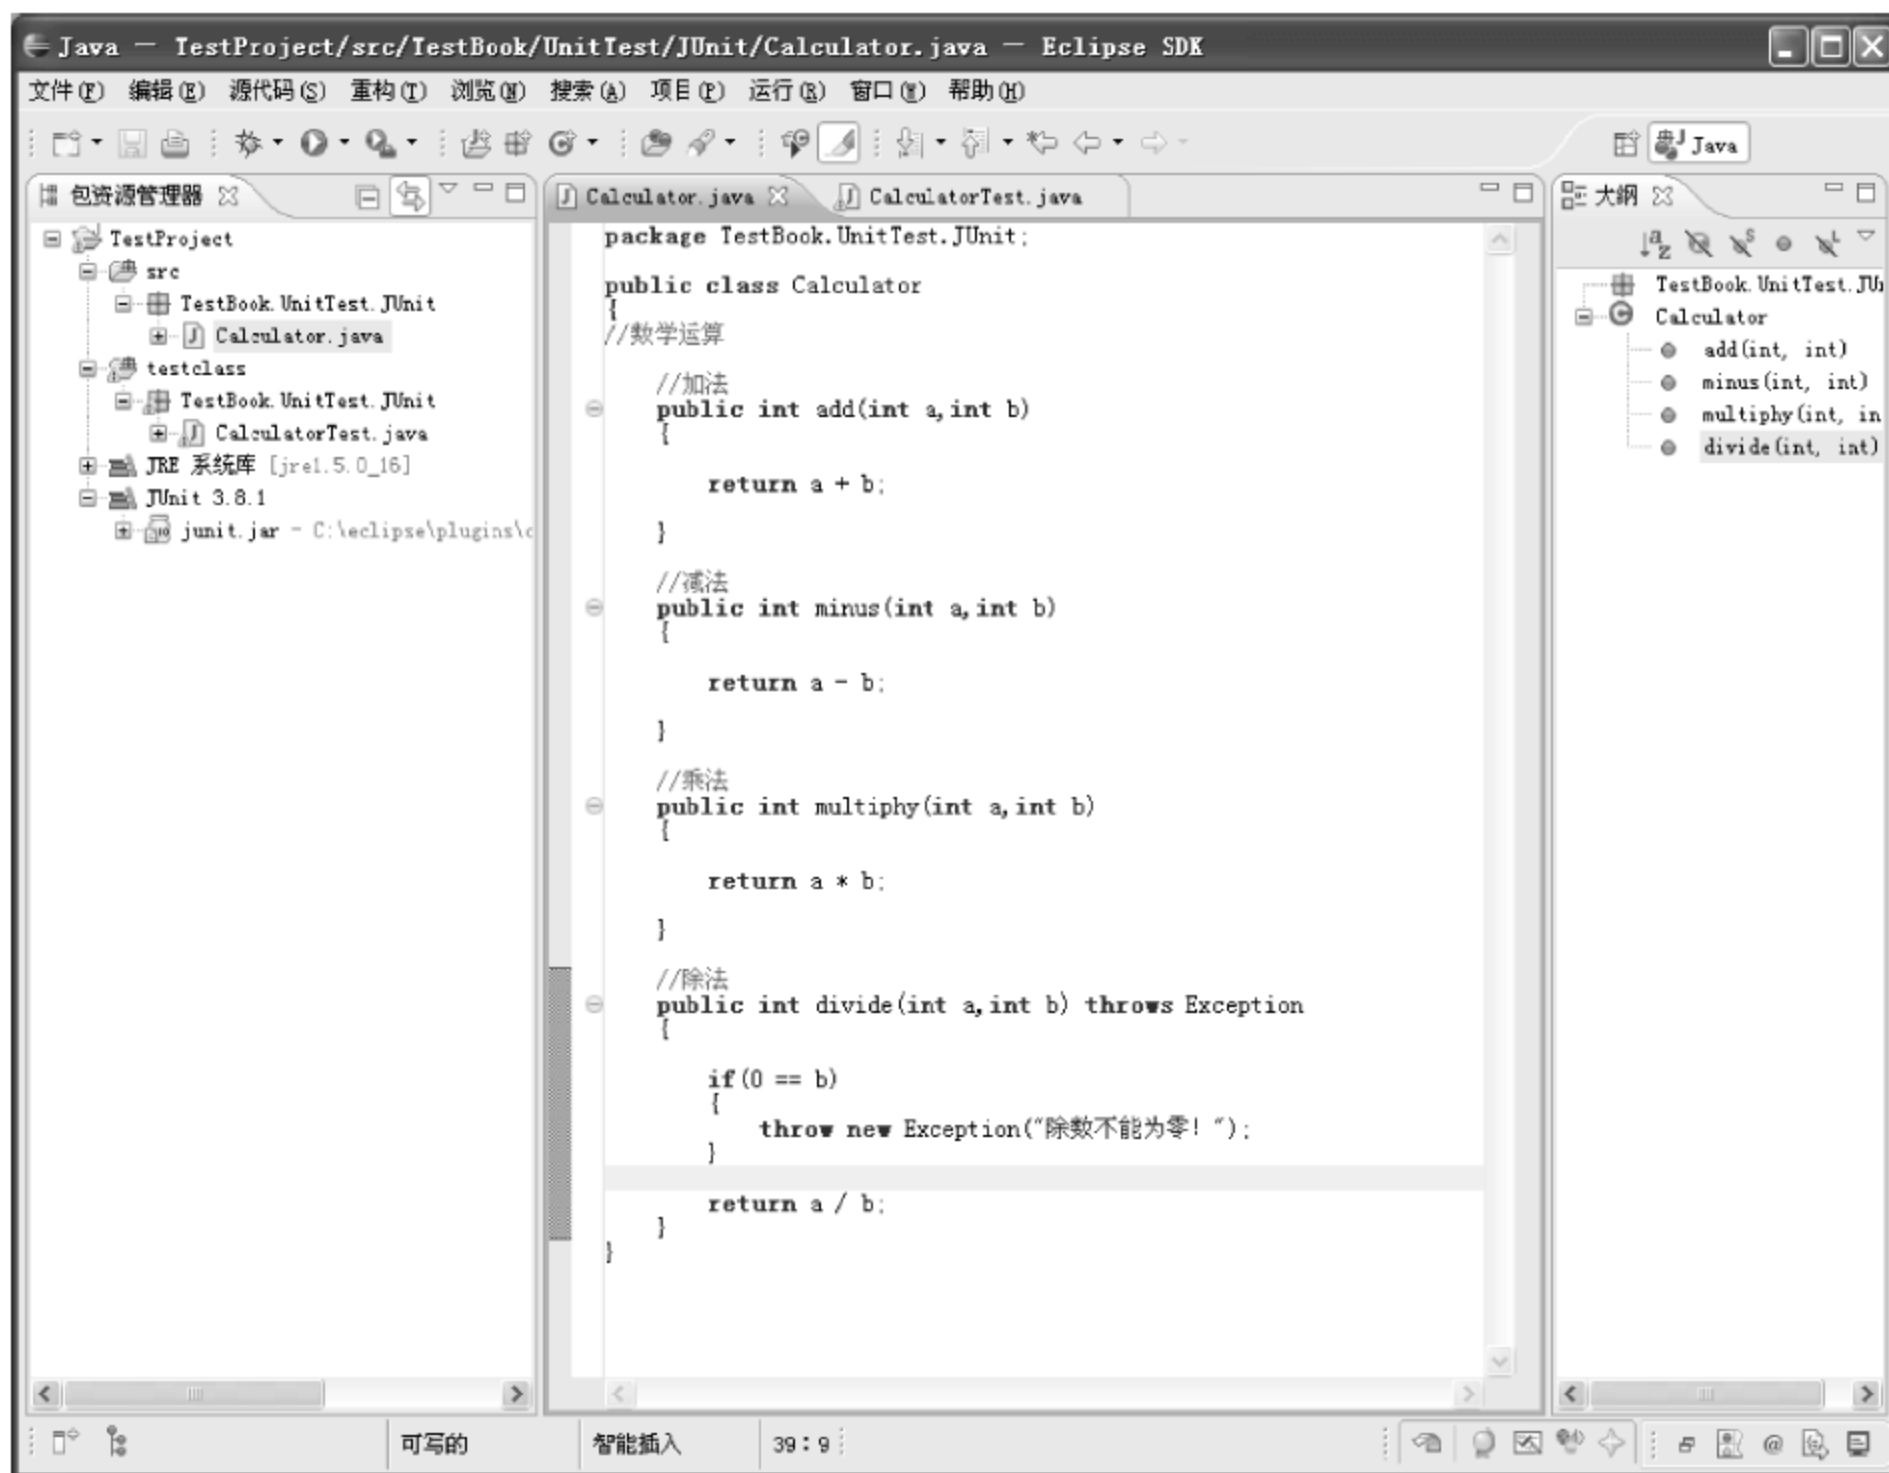 Java － TestProject/src/TestBook/UnitTest/JUnit/Calculator.java － Eclipse SDK
文件(F) 编辑(E) 源代码(S) 重构(T) 浏览(N) 搜索(A) 项目(P) 运行(R) 窗口(W) 帮助(H)
Java
包资源管理器
TestProject
src
TestBook.UnitTest.JUnit
Calculator.java
testclass
TestBook.UnitTest.JUnit
CalculatorTest.java
JRE 系统库 [jre1.5.0_16]
JUnit 3.8.1
junit.jar - C:\eclipse\plugins\
Calculator.java CalculatorTest.java
package TestBook.UnitTest.JUnit;
public class Calculator
{
//数学运算
//加法
public int add(int a,int b)
{
return a + b;
}
//减法
public int minus(int a,int b)
{
return a - b;
}
//乘法
public int multiphy(int a,int b)
{
return a * b;
}
//除法
public int divide(int a,int b) throws Exception
{
if(0 == b)
{
throw new Exception("除数不能为零！");
}
return a / b;
}
}
大纲
TestBook.UnitTest.JU
Calculator
add(int, int)
minus(int, int)
multiphy(int, in
divide(int, int)
可写的 智能插入 39 : 9